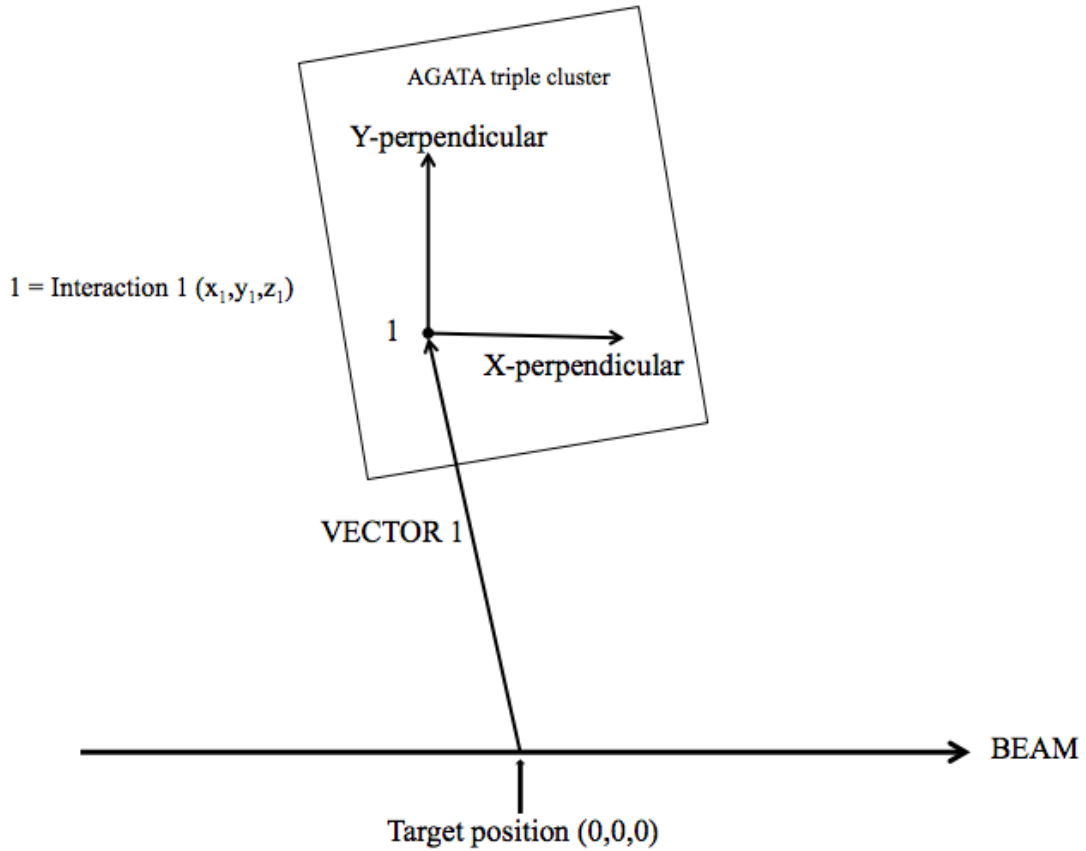 AGATA triple cluster
Y-perpendicular
1 = Interaction 1 (x₁,y₁,z₁)
1
X-perpendicular
VECTOR 1
BEAM
Target position (0,0,0)